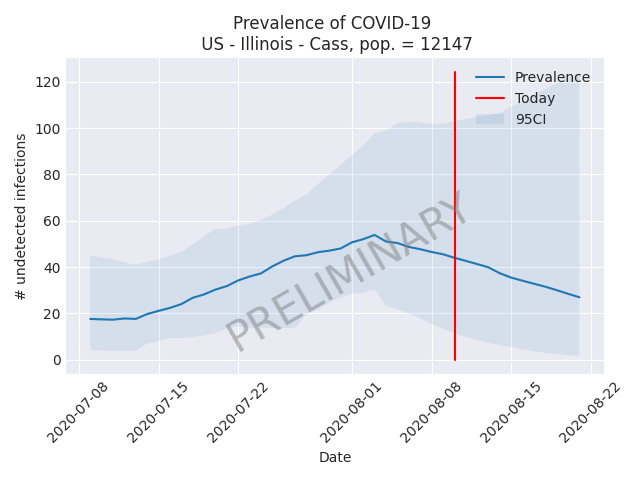 Prevalence of COVID-19
US - Illinois - Cass, pop. = 12147
120
100
80
60
40
20
0
# undetected infections
Prevalence
Today
95CI
PRELIMINARY
2020-07-08
2020-07-15
2020-07-22
2020-08-01
2020-08-08
2020-08-15
2020-08-22
Date